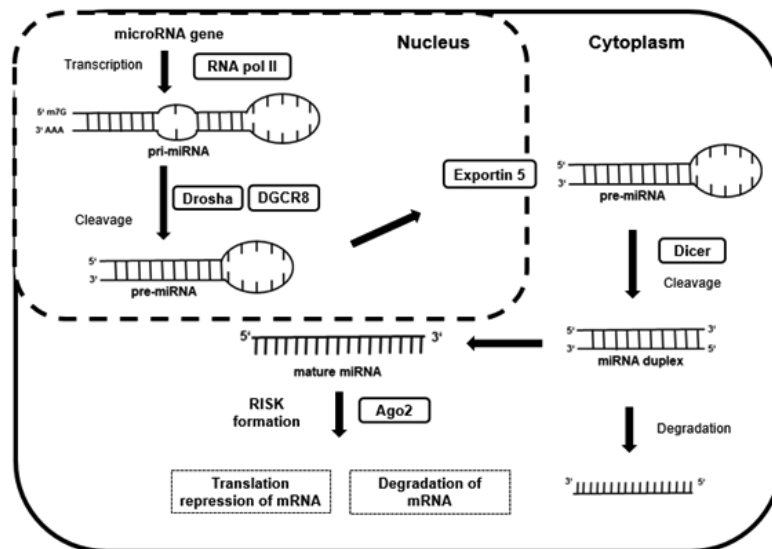 microRNA gene
Nucleus
Cytoplasm
Transcription
RNA pol II
5' m7G
3' AAA
pri-miRNA
Exportin 5
5'
3'
pre-miRNA
Drosha
DGCR8
Cleavage
5'
3'
pre-miRNA
Dicer
Cleavage
5'
3'
mature miRNA
5'
3'
3'
5'
miRNA duplex
RISK
formation
Ago2
Degradation
Translation
repression of mRNA
Degradation of
mRNA
3'
5'